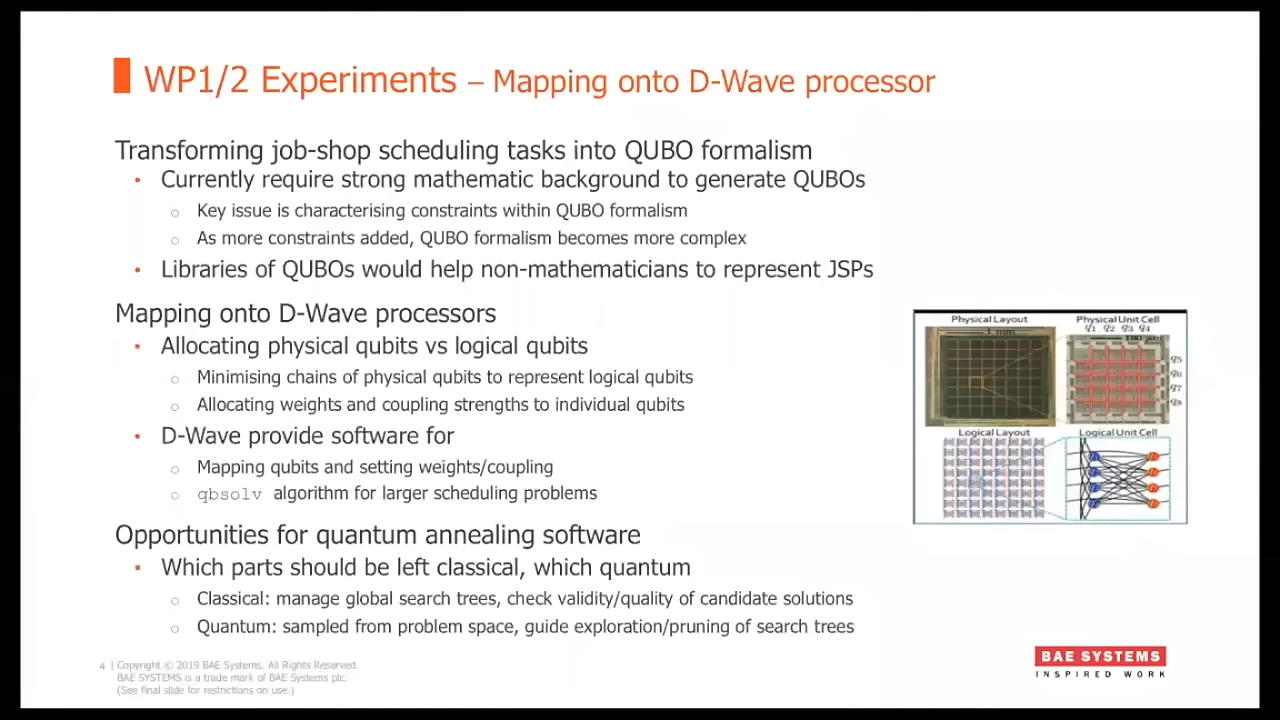 WP1/2 Experiments – Mapping onto D-Wave processor
Transforming job-shop scheduling tasks into QUBO formalism
• Currently require strong mathematic background to generate QUBOs
○ Key issue is characterising constraints within QUBO formalism
○ As more constraints added, QUBO formalism becomes more complex
• Libraries of QUBOs would help non-mathematicians to represent JSPs
Mapping onto D-Wave processors
• Allocating physical qubits vs logical qubits
○ Minimising chains of physical qubits to represent logical qubits
○ Allocating weights and coupling strengths to individual qubits
• D-Wave provide software for
○ Mapping qubits and setting weights/coupling
○ qbsolv algorithm for larger scheduling problems
Opportunities for quantum annealing software
• Which parts should be left classical, which quantum
○ Classical: manage global search trees, check validity/quality of candidate solutions
○ Quantum: sampled from problem space, guide exploration/pruning of search trees
Physical Layout
Physical Unit Cell
q1 q2 q3 q4
q5
q6
q7
q8
Logical Layout
Logical Unit Cell
4 | Copyright © 2019 BAE Systems. All Rights Reserved.
BAE SYSTEMS is a trade mark of BAE Systems plc.
(See final slide for restrictions on use.)
BAE SYSTEMS
INSPIRED WORK